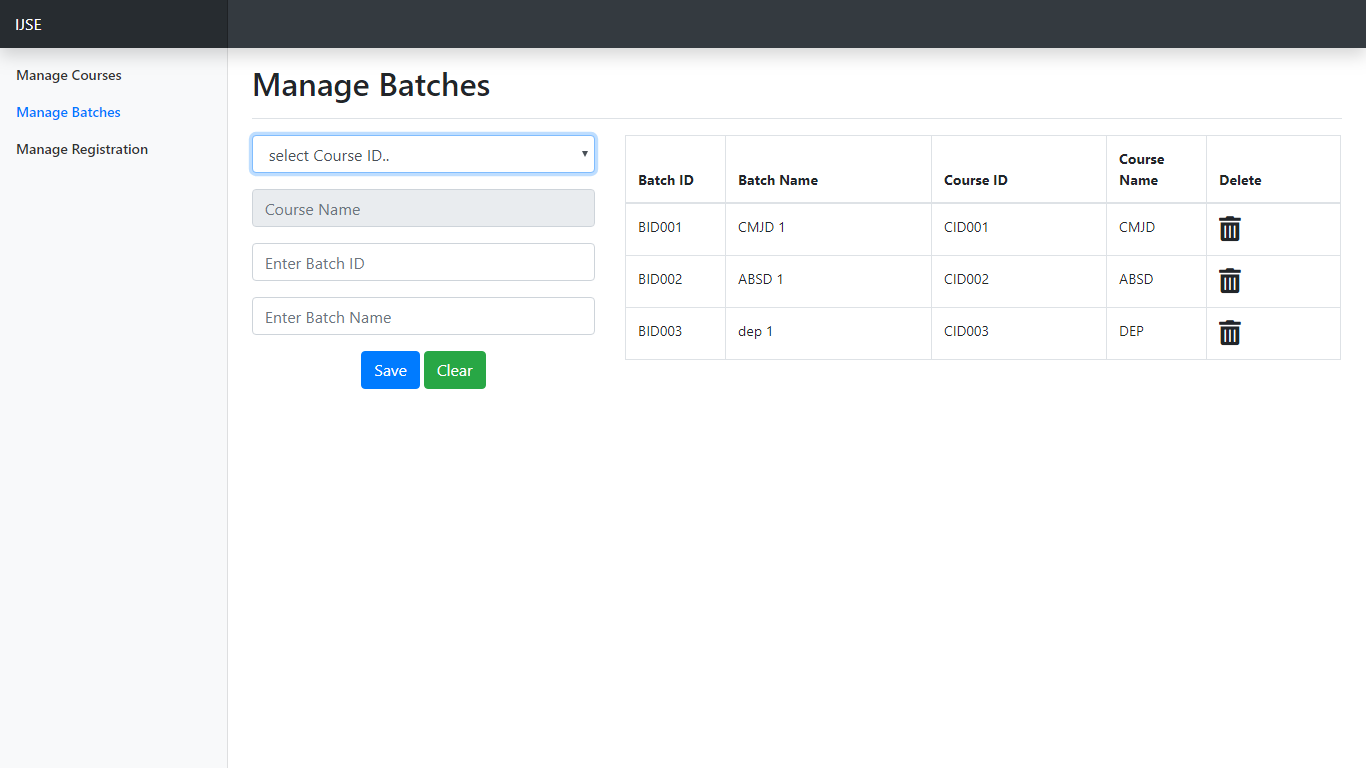 IJSE
Manage Courses
Manage Batches
Manage Registration
Manage Batches
select Course ID..
Course Name
Enter Batch ID
Enter Batch Name
Save Clear
Batch ID Batch Name Course ID Course Name Delete
BID001 CMJD 1 CID001 CMJD
BID002 ABSD 1 CID002 ABSD
BID003 dep 1 CID003 DEP